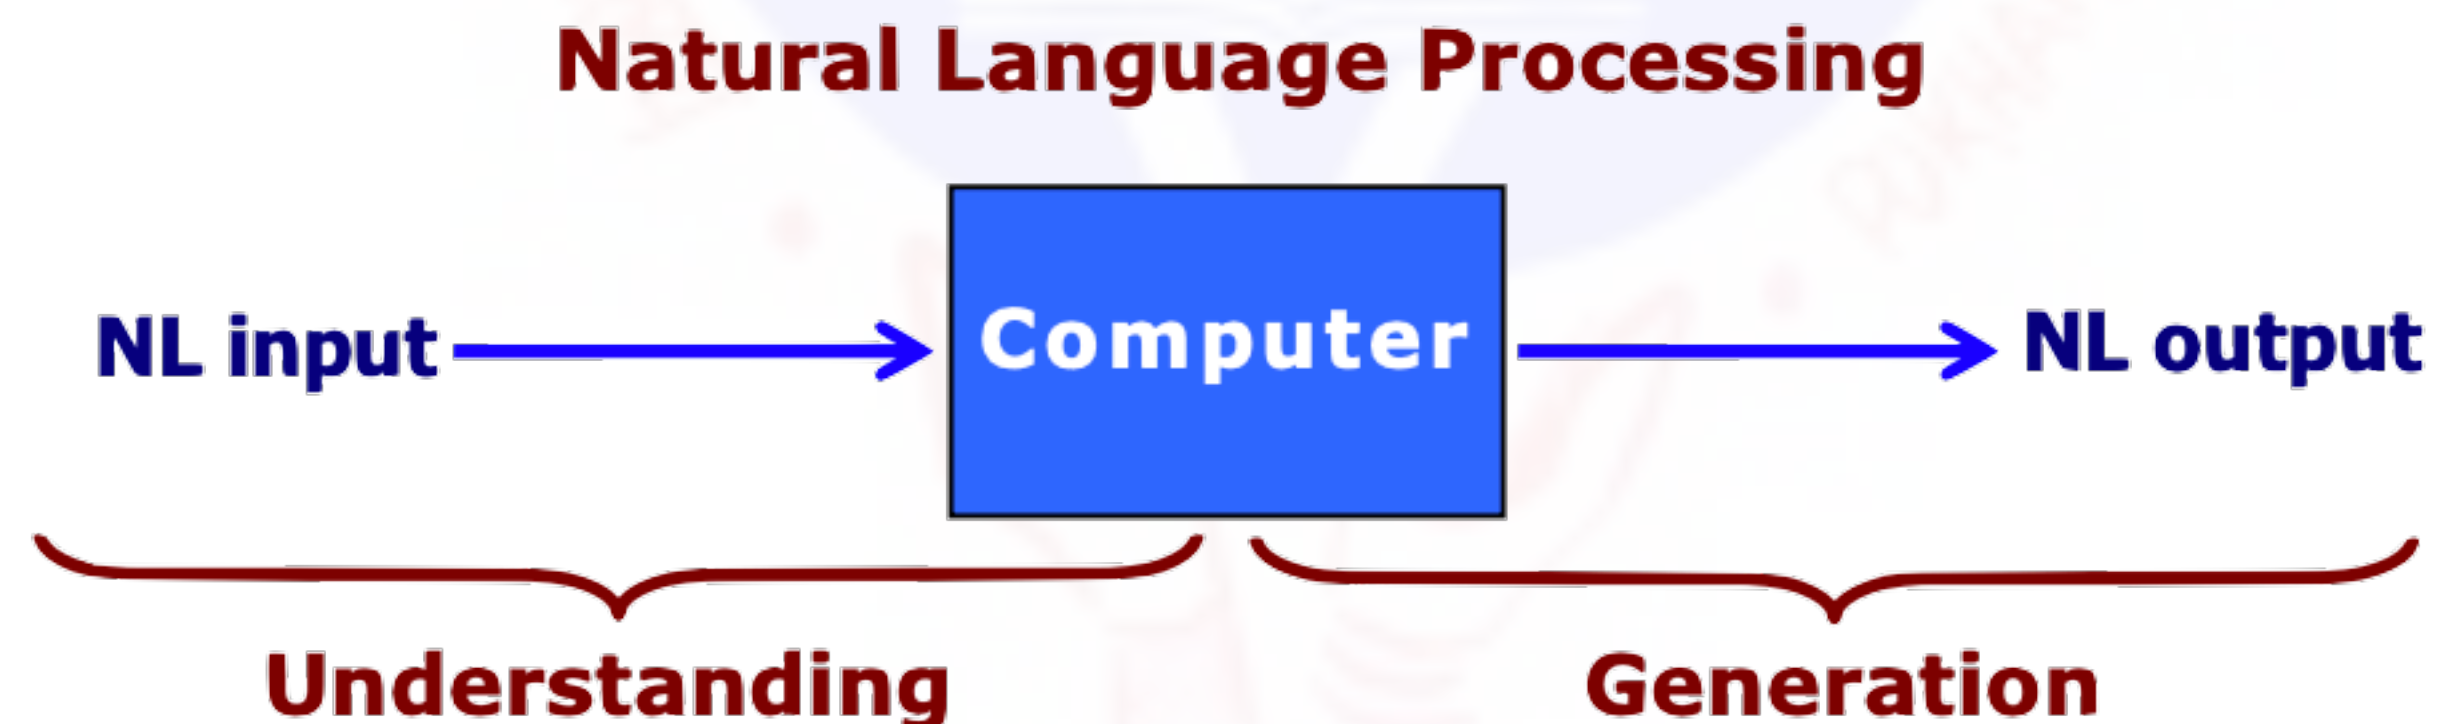 Natural Language Processing
NL input
Computer
NL output
Understanding
Generation